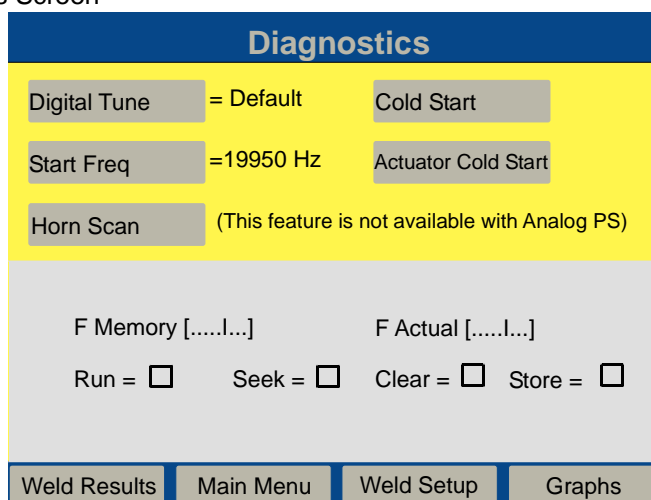 Diagnostics
Digital Tune = Default Cold Start
Start Freq =19950 Hz Actuator Cold Start
Horn Scan (This feature is not available with Analog PS)
F Memory [.....I...] F Actual [.....I...]
Run = Seek = Clear = Store =
Weld Results Main Menu Weld Setup Graphs